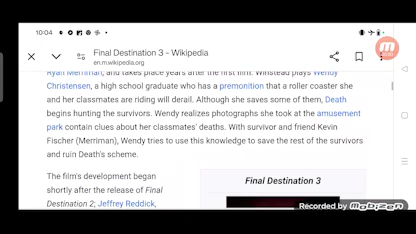 10:04
Final Destination 3 – Wikipedia
en.m.wikipedia.org
Ryan Merriman, and takes place years after the first film. Winstead plays Wendy
Christensen, a high school graduate who has a premonition that a roller coaster she
and her classmates are riding will derail. Although she saves some of them, Death
begins hunting the survivors. Wendy realizes photographs she took at the amusement
park contain clues about her classmates' deaths. With survivor and friend Kevin
Fischer (Merriman), Wendy tries to use this knowledge to save the rest of the survivors
and ruin Death's scheme.
The film's development began
shortly after the release of Final
Destination 2; Jeffrey Reddick,
Final Destination 3
Recorded by Mobizen